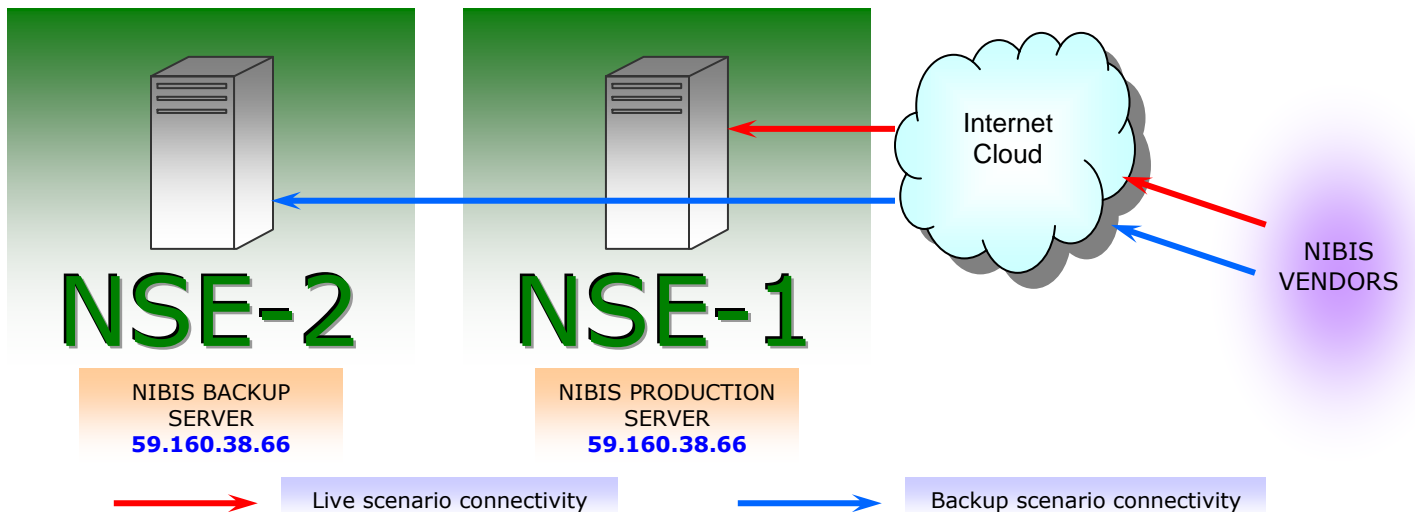 Internet
Cloud
NIBIS
VENDORS
NSE-2
NSE-1
NIBIS BACKUP
SERVER
59.160.38.66
NIBIS PRODUCTION
SERVER
59.160.38.66
Live scenario connectivity
Backup scenario connectivity